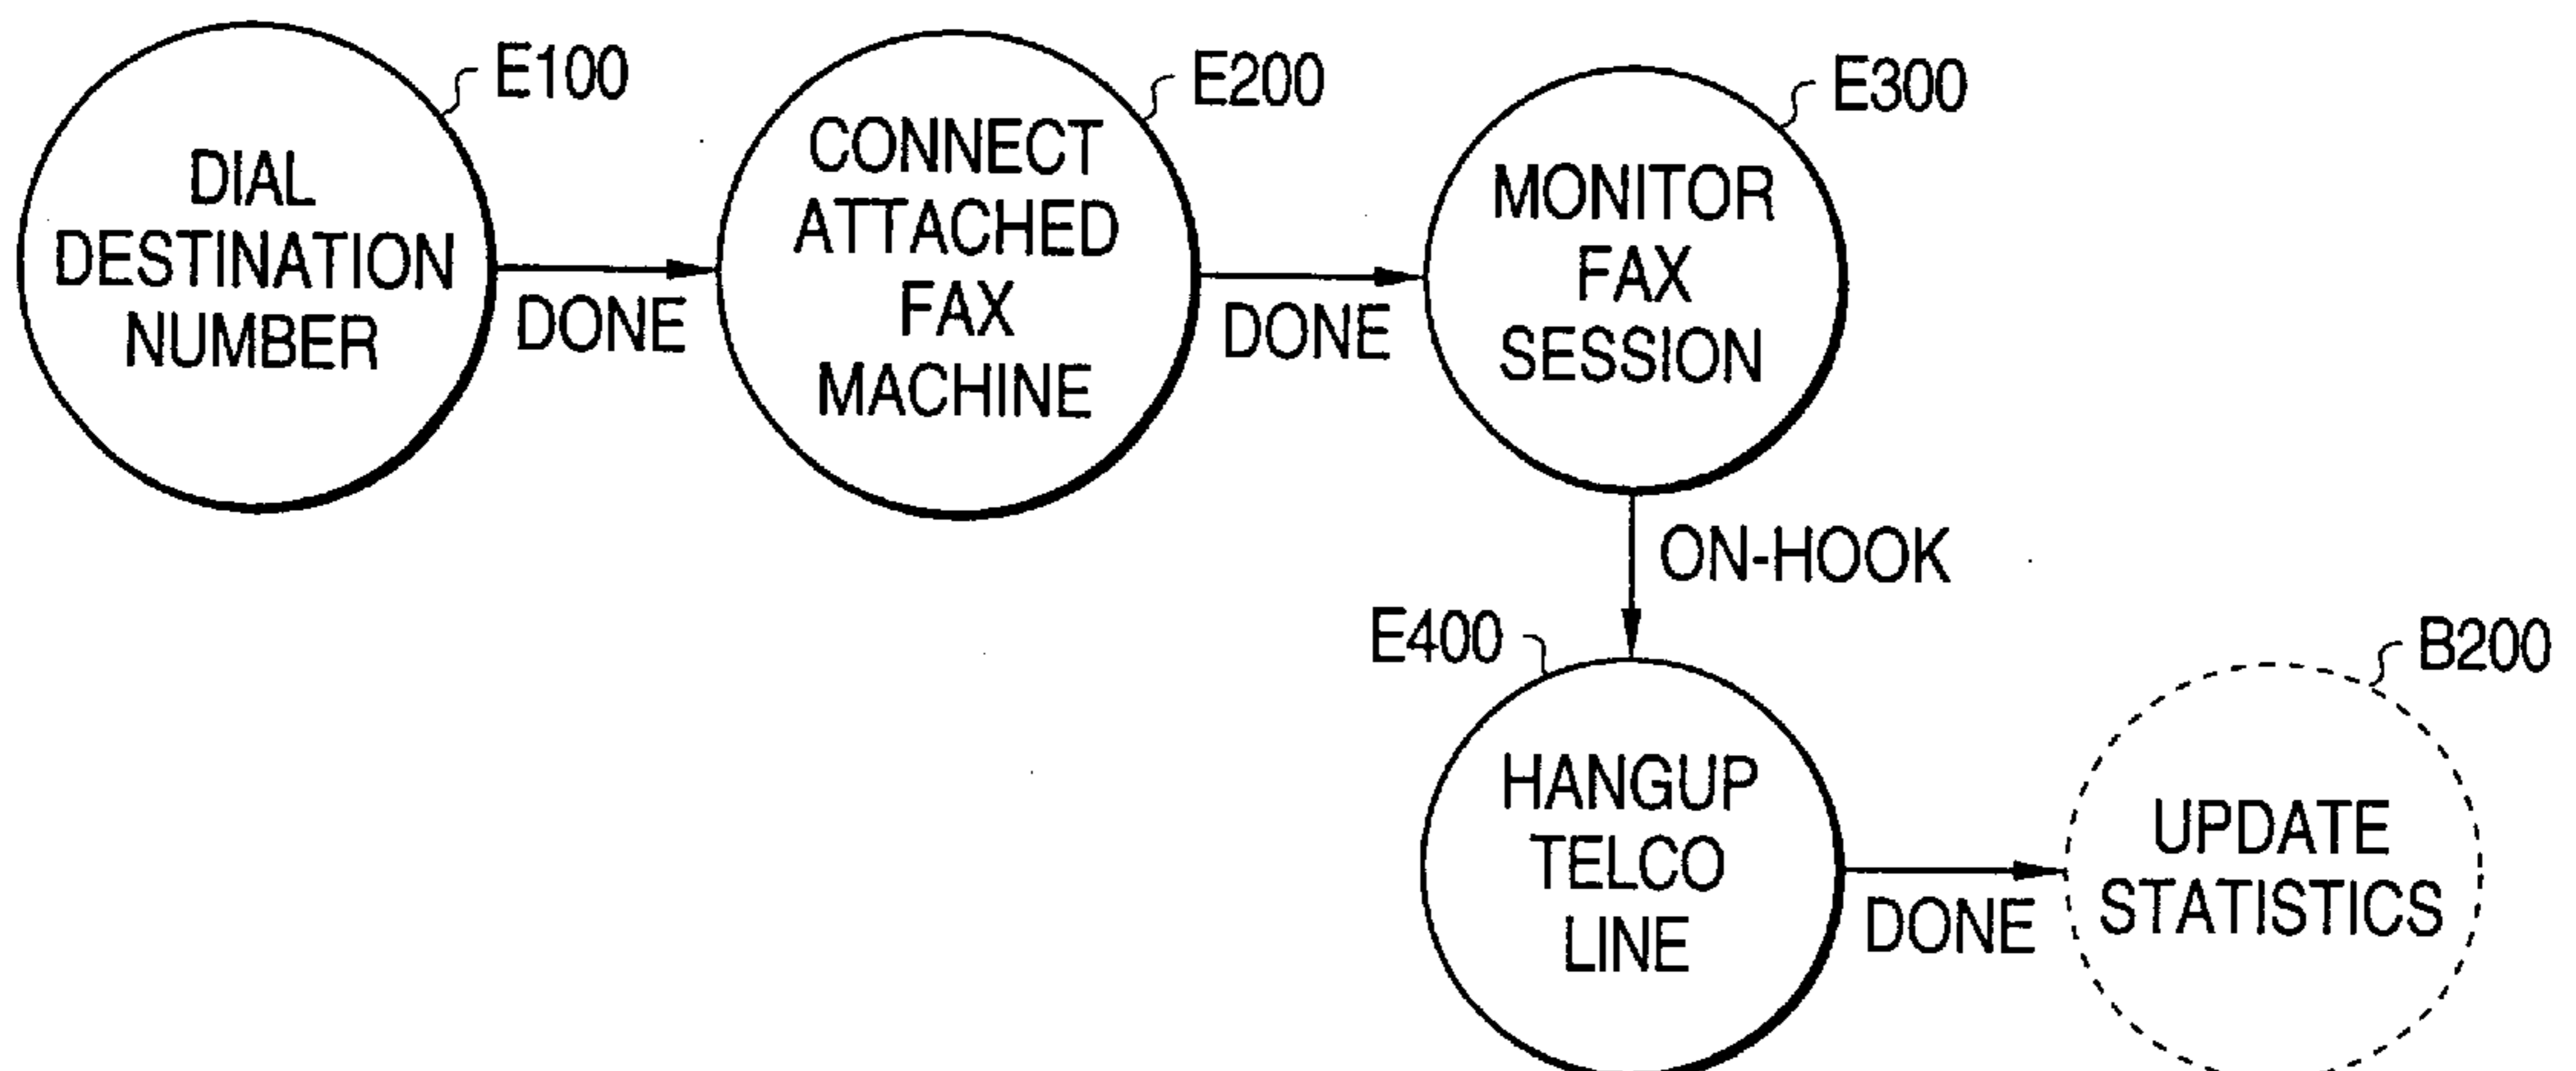 E100
DIAL
DESTINATION
NUMBER
DONE
E200
CONNECT
ATTACHED
FAX
MACHINE
DONE
E300
MONITOR
FAX
SESSION
ON-HOOK
E400
HANGUP
TELCO
LINE
DONE
B200
UPDATE
STATISTICS